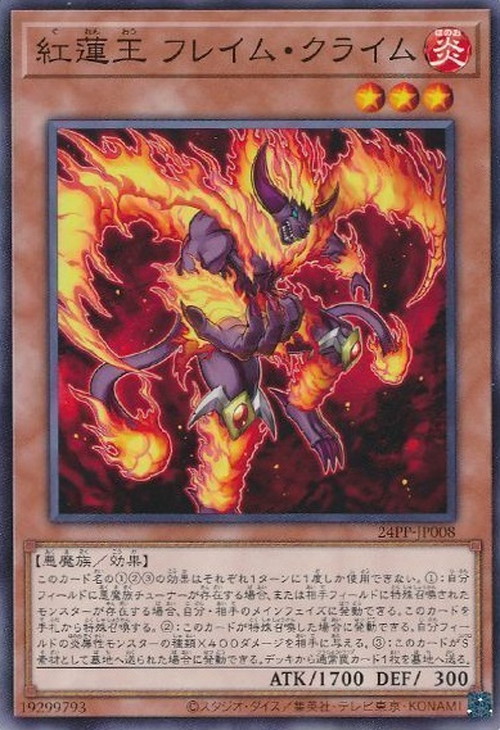 紅蓮王 フレイム・クライム
炎
24PP-JP008
【悪魔族/効果】
このカード名の①②③の効果はそれぞれ1ターンに1度しか使用できない。①:自分
フィールドに悪魔族チューナーが存在する場合、または相手フィールドに特殊召喚された
モンスターが存在する場合、自分・相手のメインフェイズに発動できる。このカードを
手札から特殊召喚する。②:このカードが特殊召喚した場合に発動できる。自分フィー
ルドの炎属性モンスターの種類×400ダメージを相手に与える。③:このカードがS
素材として墓地へ送られた場合に発動できる。デッキから通常罠カード1枚を墓地へ送る。
ATK/1700 DEF/ 300
19299793
©スタジオ・ダイス/集英社・テレビ東京・KONAMI